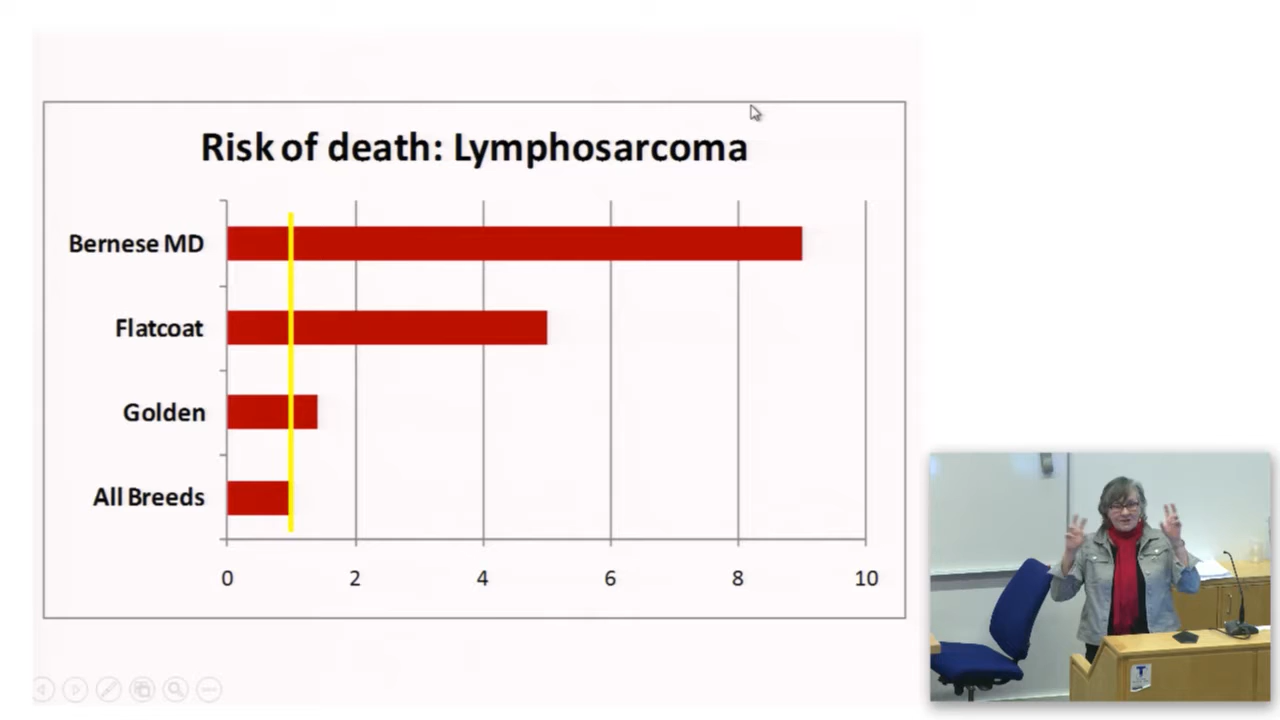 Risk of death: Lymphosarcoma
Bernese MD
Flatcoat
Golden
All Breeds
0 2 4 6 8 10
T